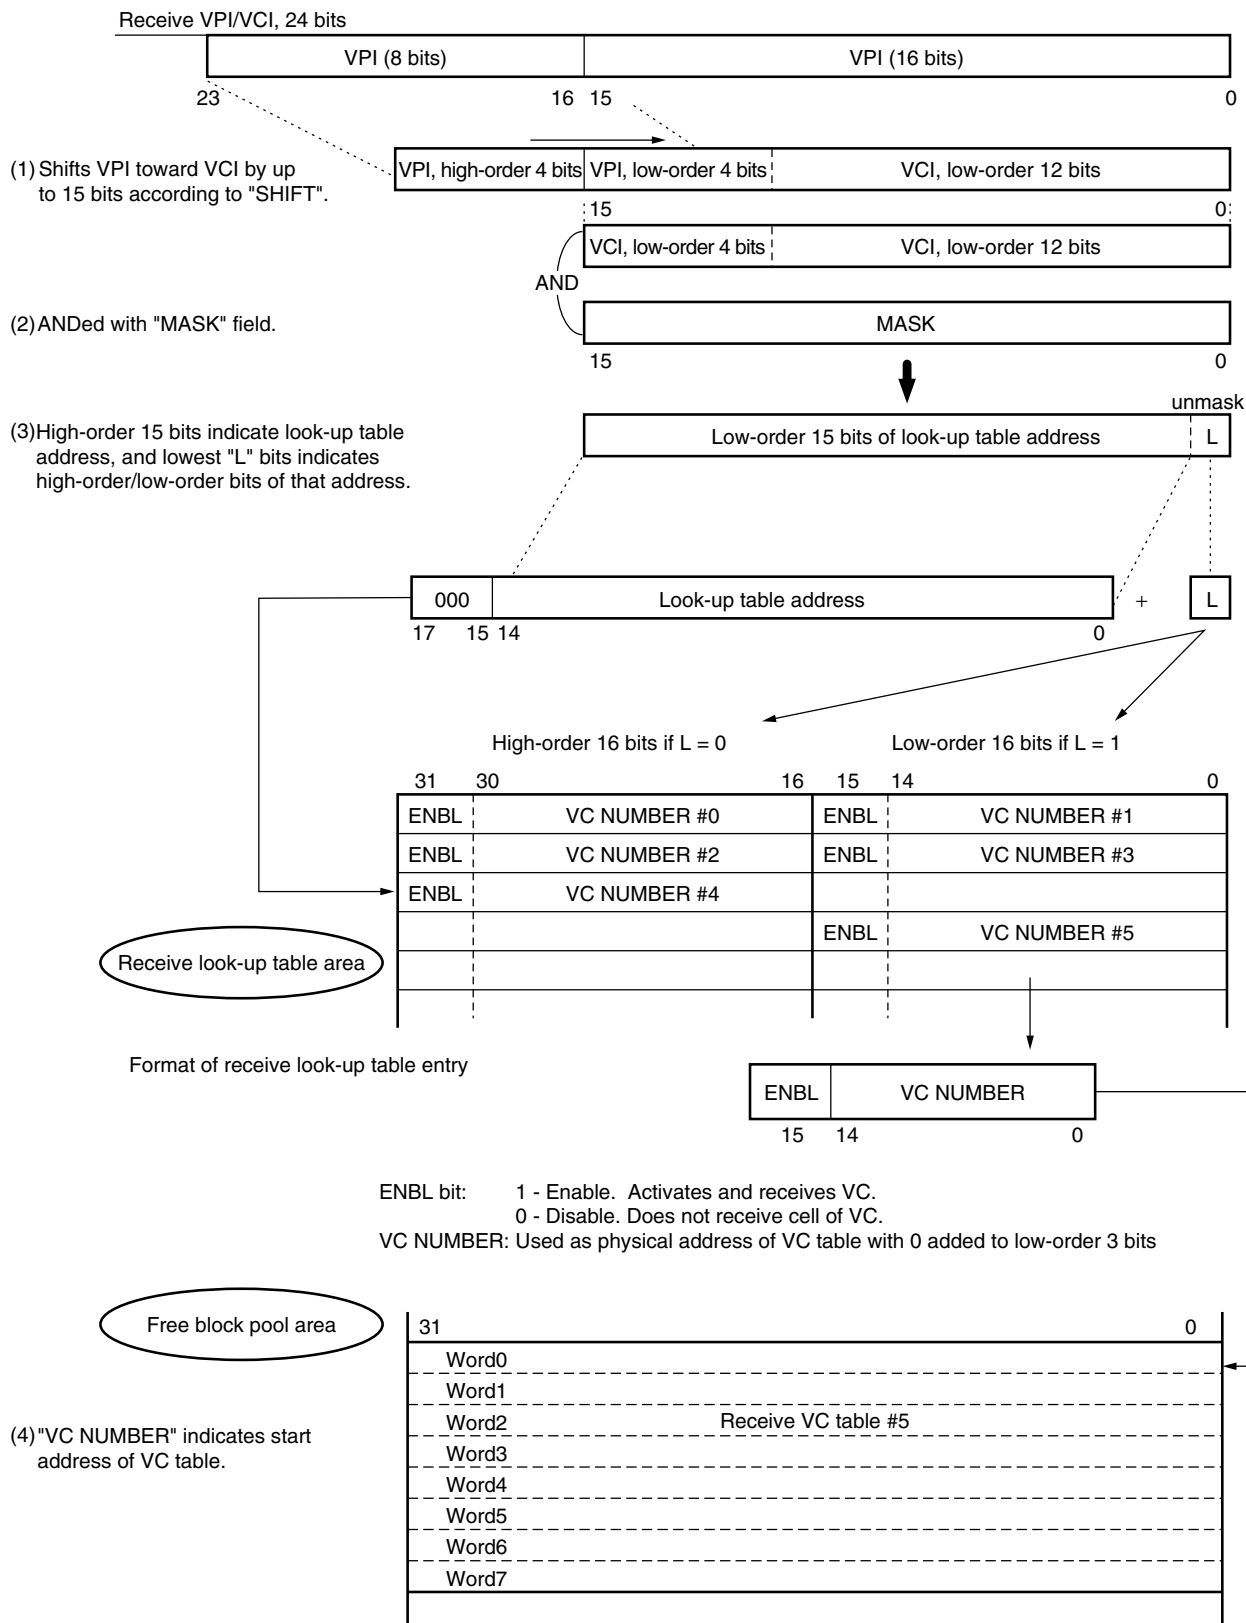 Receive VPI/VCI, 24 bits
VPI (8 bits) VPI (16 bits)
23 16 15 0
(1) Shifts VPI toward VCI by up
to 15 bits according to "SHIFT".
VPI, high-order 4 bits VPI, low-order 4 bits VCI, low-order 12 bits
15 0
VCI, low-order 4 bits VCI, low-order 12 bits
AND
(2) ANDed with "MASK" field.
MASK
15 0
unmask
(3) High-order 15 bits indicate look-up table
address, and lowest "L" bits indicates
high-order/low-order bits of that address.
Low-order 15 bits of look-up table address L
000 Look-up table address + L
17 15 14 0
High-order 16 bits if L = 0 Low-order 16 bits if L = 1
31 30 16 15 14 0
ENBL VC NUMBER #0 ENBL VC NUMBER #1
ENBL VC NUMBER #2 ENBL VC NUMBER #3
ENBL VC NUMBER #4
ENBL VC NUMBER #5
Receive look-up table area
Format of receive look-up table entry
ENBL VC NUMBER
15 14 0
ENBL bit: 1 - Enable. Activates and receives VC.
0 - Disable. Does not receive cell of VC.
VC NUMBER: Used as physical address of VC table with 0 added to low-order 3 bits
Free block pool area
31 0
Word0
Word1
Word2 Receive VC table #5
(4) "VC NUMBER" indicates start
address of VC table.
Word3
Word4
Word5
Word6
Word7